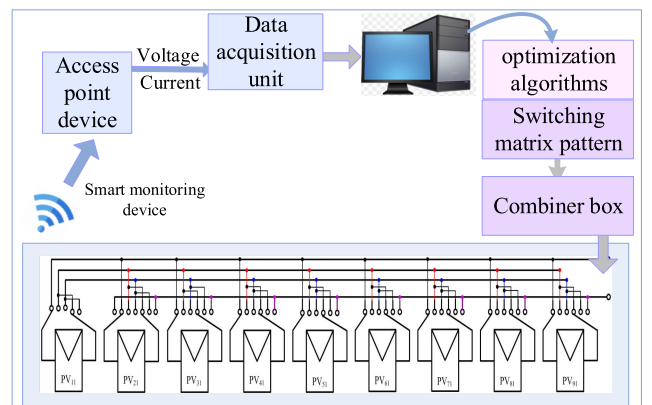 Data
acquisition
unit
Access
point
device
Voltage
Current
optimization
algorithms
Switching
matrix pattern
Smart monitoring
device
Combiner box
PV11
PV21
PV31
PV41
PV51
PV61
PV71
PV81
PV91